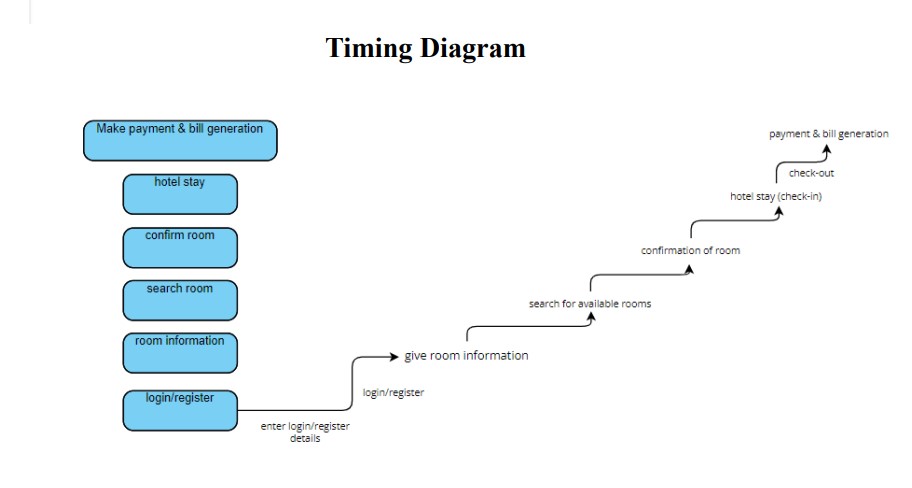 Timing Diagram
Make payment & bill generation
hotel stay
confirm room
search room
room information
login/register
enter login/register
details
login/register
give room information
search for available rooms
confirmation of room
hotel stay (check-in)
check-out
payment & bill generation